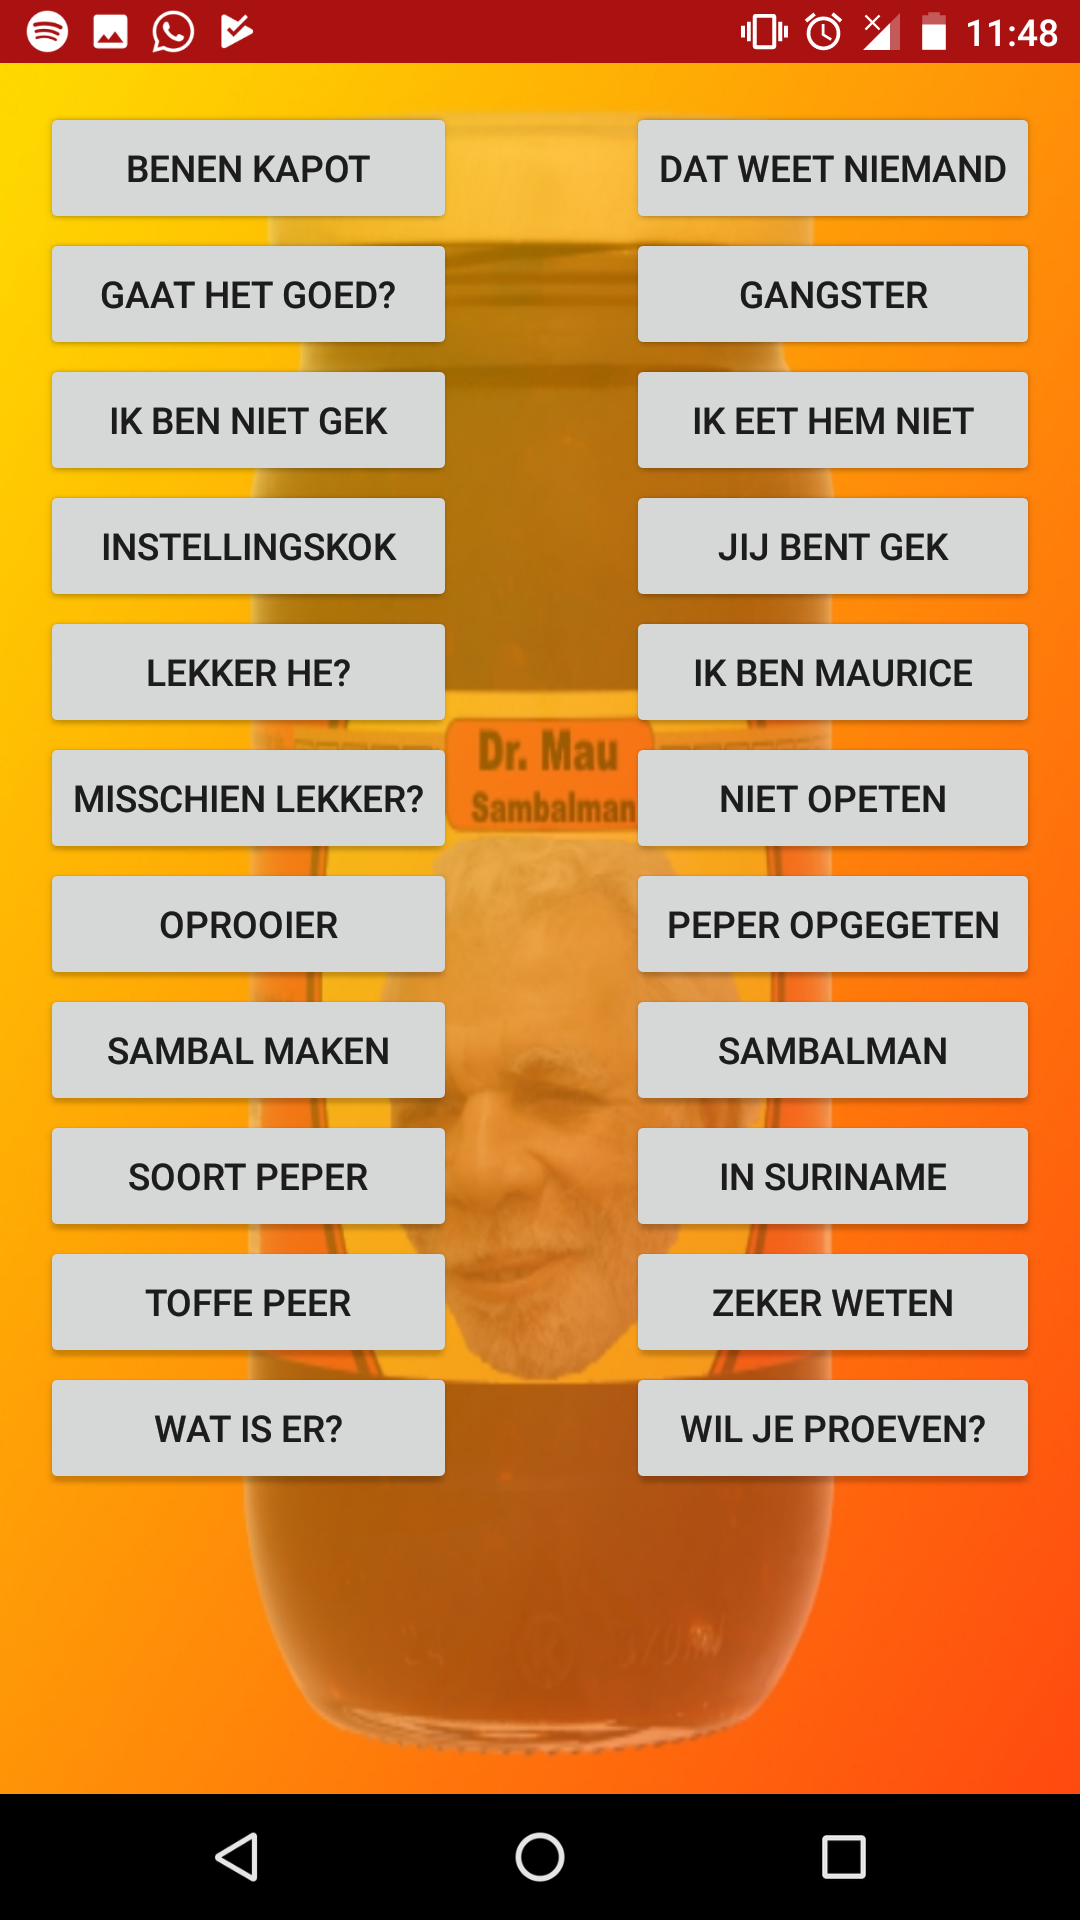 11:48
BENEN KAPOT
DAT WEET NIEMAND
GAAT HET GOED?
GANGSTER
IK BEN NIET GEK
IK EET HEM NIET
INSTELLINGSKOK
JIJ BENT GEK
LEKKER HE?
IK BEN MAURICE
Dr. Mau
Sambalman
MISSCHIEN LEKKER?
NIET OPETEN
OPROOIER
PEPER OPGEGETEN
SAMBAL MAKEN
SAMBALMAN
SOORT PEPER
IN SURINAME
TOFFE PEER
ZEKER WETEN
WAT IS ER?
WIL JE PROEVEN?